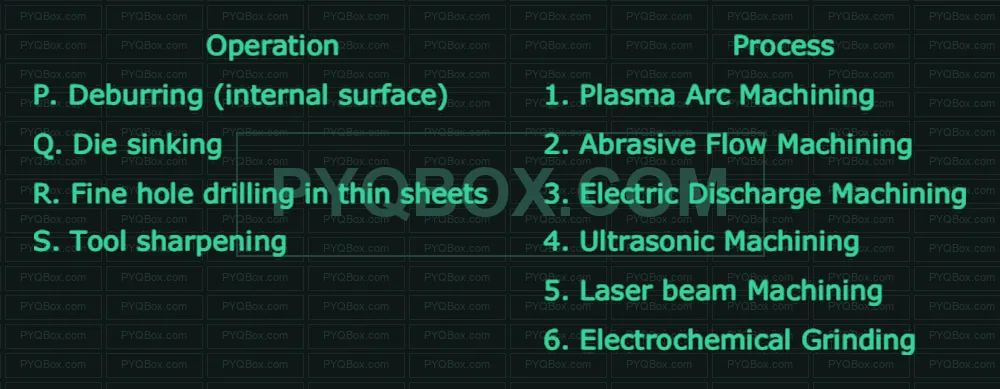 Operation Process
P. Deburring (internal surface) 1. Plasma Arc Machining
Q. Die sinking 2. Abrasive Flow Machining
R. Fine hole drilling in thin sheets 3. Electric Discharge Machining
PYQBOX.COM
S. Tool sharpening 4. Ultrasonic Machining
5. Laser beam Machining
6. Electrochemical Grinding